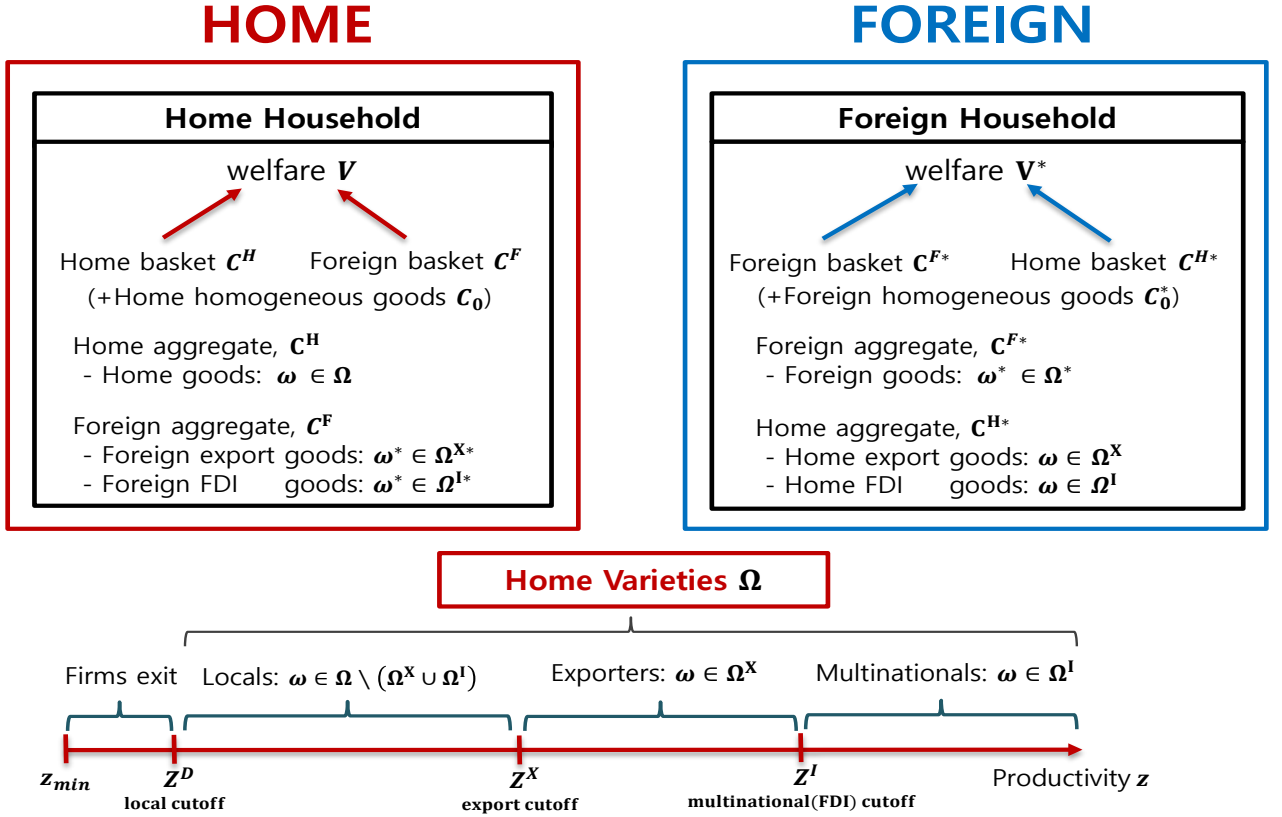 HOME
Home Household
welfare V
Home basket C^H Foreign basket C^F
(+Home homogeneous goods C_0)
Home aggregate, C^H
- Home goods: ω ∈ Ω
Foreign aggregate, C^F
- Foreign export goods: ω* ∈ Ω^X*
- Foreign FDI goods: ω* ∈ Ω^I*
FOREIGN
Foreign Household
welfare V*
Foreign basket C^F* Home basket C^H*
(+Foreign homogeneous goods C_0^*)
Foreign aggregate, C^F*
- Foreign goods: ω* ∈ Ω*
Home aggregate, C^H*
- Home export goods: ω ∈ Ω^X
- Home FDI goods: ω ∈ Ω^I
Home Varieties Ω
Firms exit Locals: ω ∈ Ω \ (Ω^X ∪ Ω^I) Exporters: ω ∈ Ω^X Multinationals: ω ∈ Ω^I
z_min Z^D Z^X Z^I Productivity z
local cutoff export cutoff multinational(FDI) cutoff